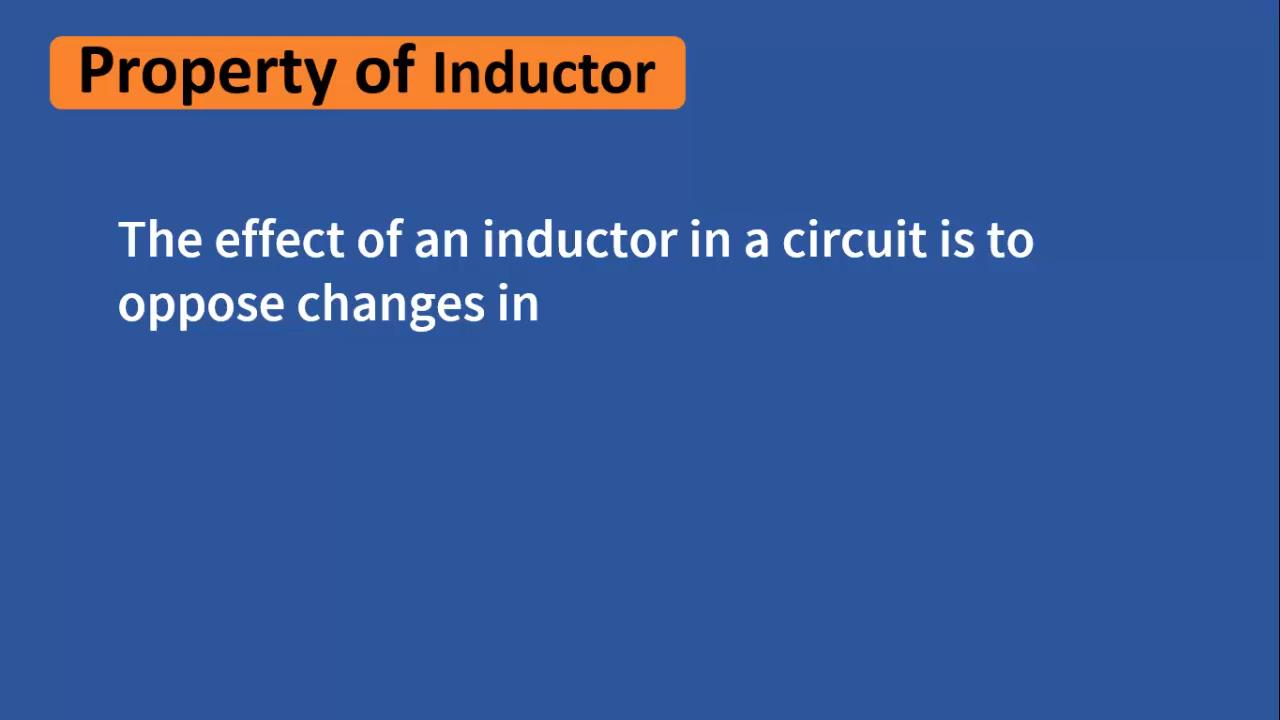 Property of Inductor
The effect of an inductor in a circuit is to
oppose changes in